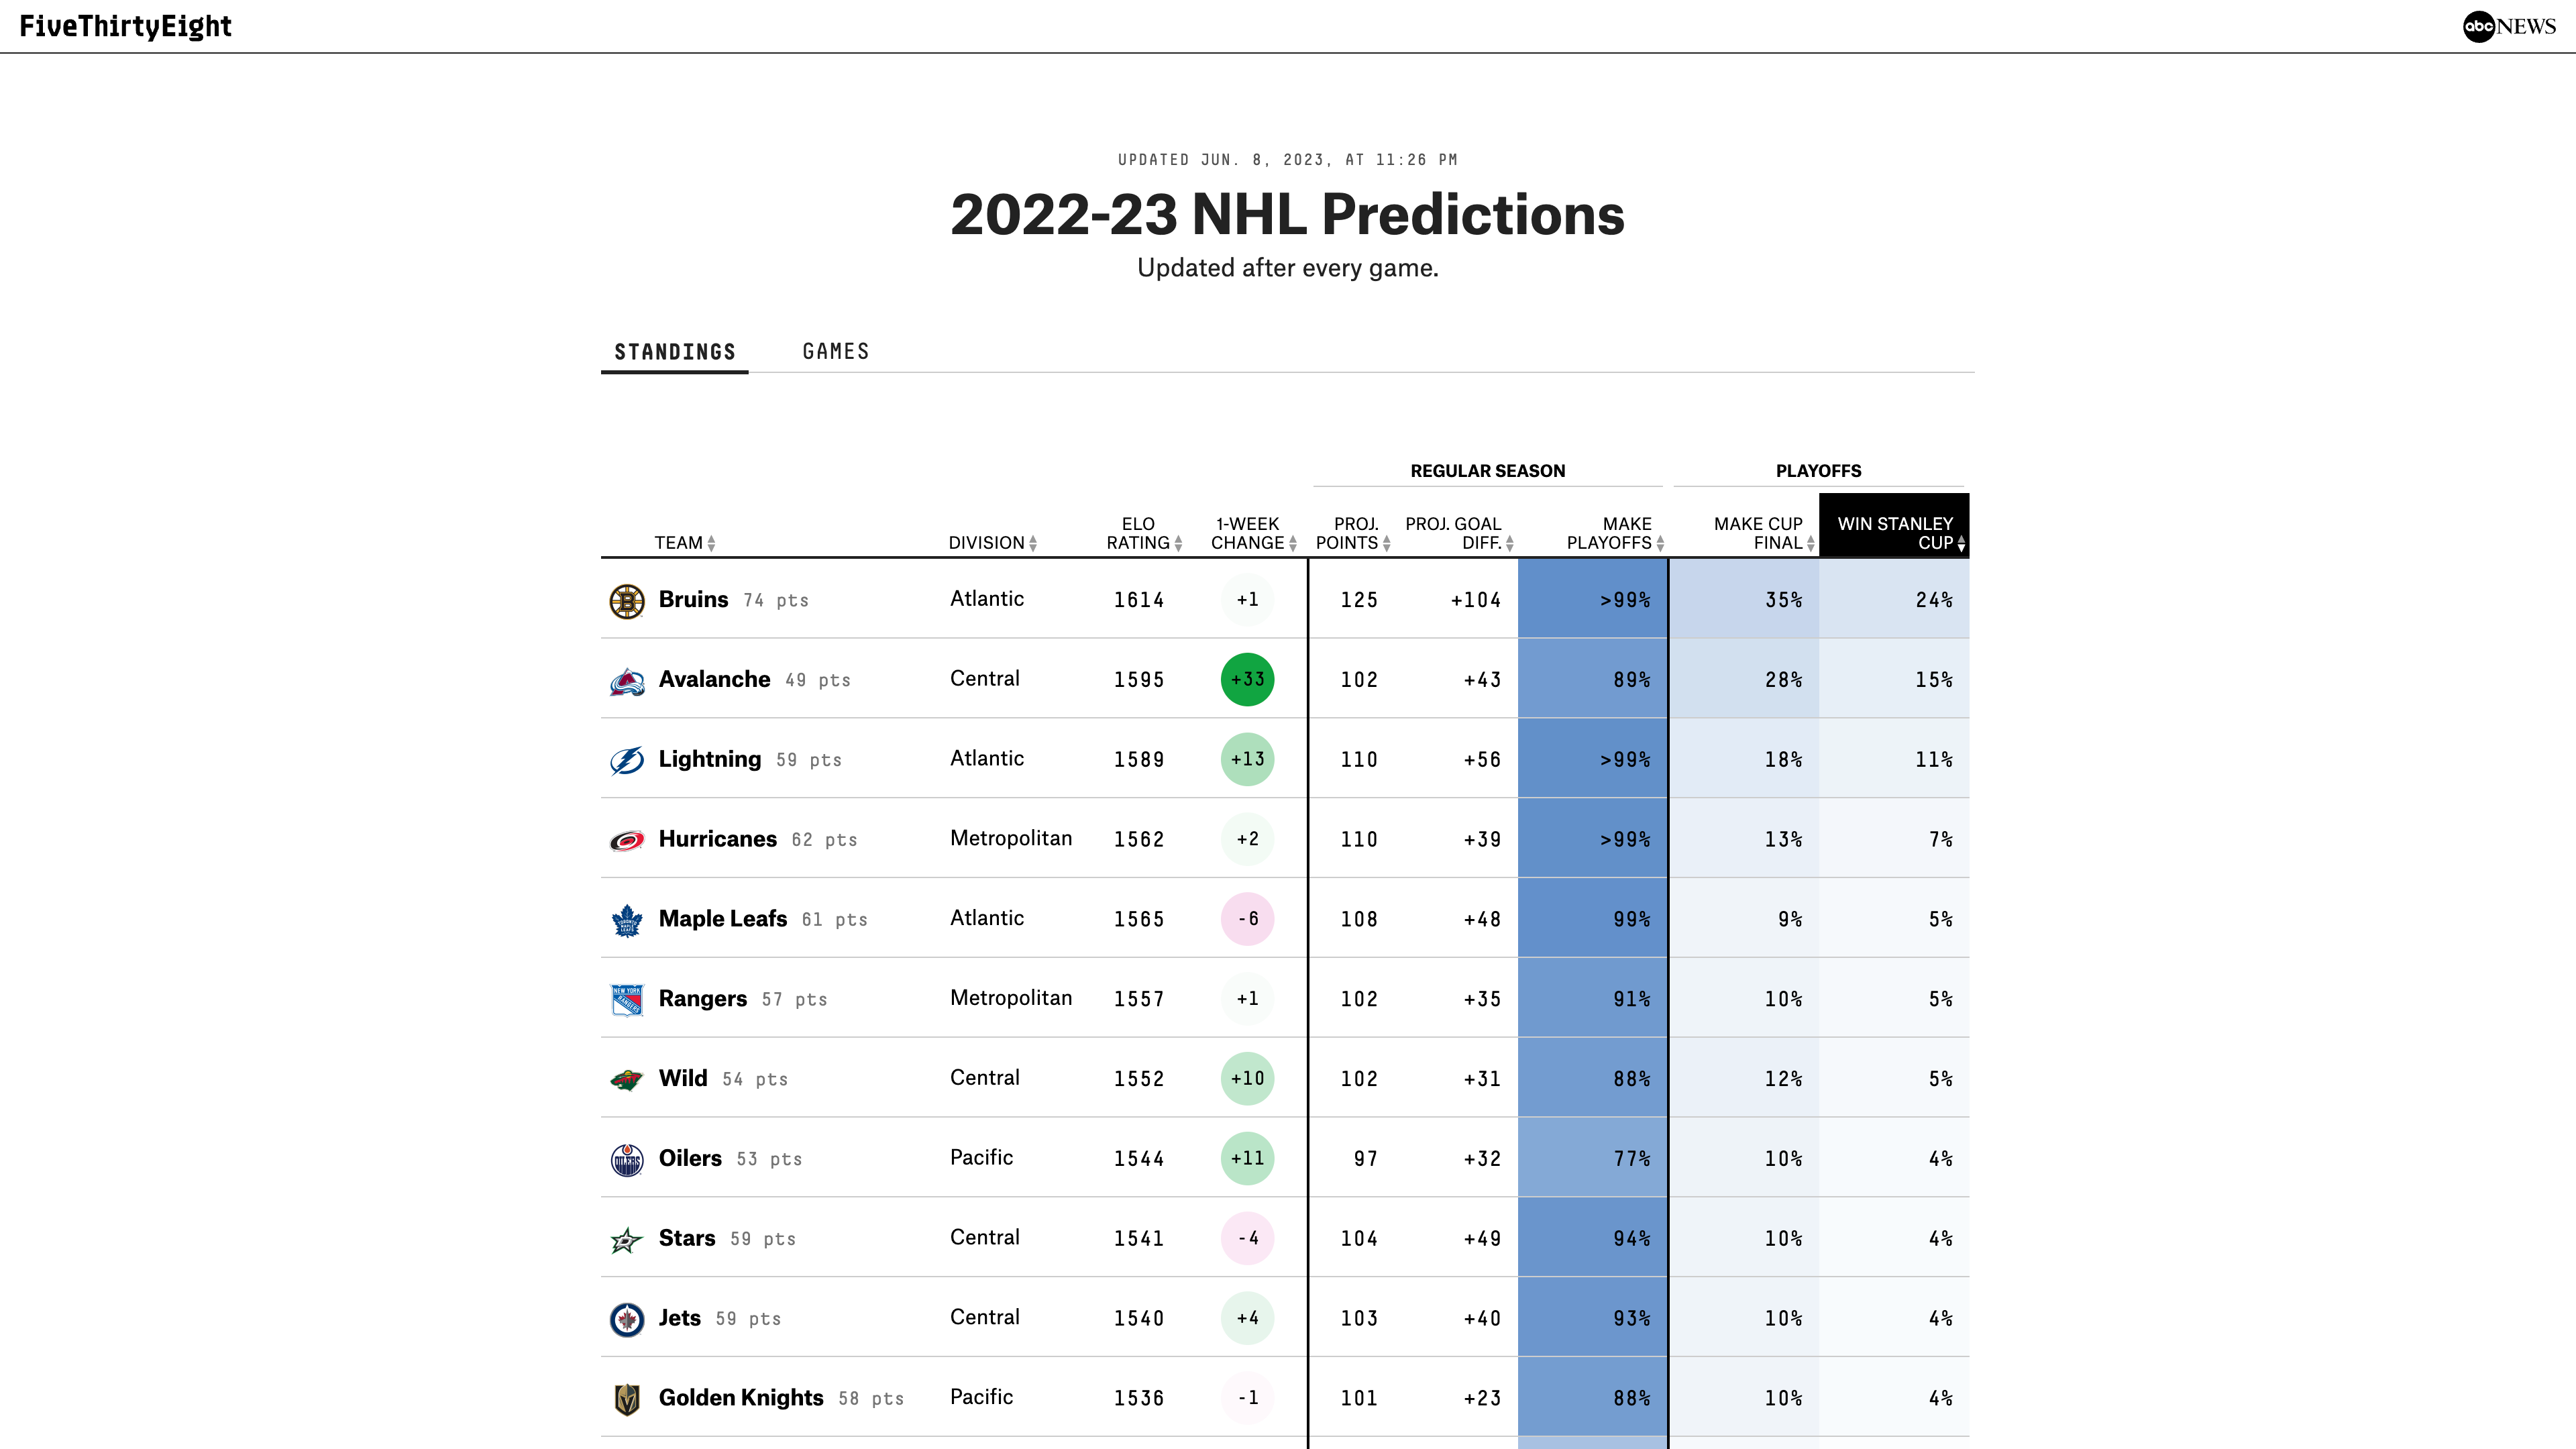 FiveThirtyEight
abc NEWS
UPDATED JUN. 8, 2023, AT 11:26 PM
2022-23 NHL Predictions
Updated after every game.
STANDINGS GAMES
REGULAR SEASON PLAYOFFS
TEAM DIVISION ELO RATING 1-WEEK CHANGE PROJ. POINTS PROJ. GOAL DIFF. MAKE PLAYOFFS MAKE CUP FINAL WIN STANLEY CUP
Bruins 74 pts Atlantic 1614 +1 125 +104 >99% 35% 24%
Avalanche 49 pts Central 1595 +33 102 +43 89% 28% 15%
Lightning 59 pts Atlantic 1589 +13 110 +56 >99% 18% 11%
Hurricanes 62 pts Metropolitan 1562 +2 110 +39 >99% 13% 7%
Maple Leafs 61 pts Atlantic 1565 -6 108 +48 99% 9% 5%
Rangers 57 pts Metropolitan 1557 +1 102 +35 91% 10% 5%
Wild 54 pts Central 1552 +10 102 +31 88% 12% 5%
Oilers 53 pts Pacific 1544 +11 97 +32 77% 10% 4%
Stars 59 pts Central 1541 -4 104 +49 94% 10% 4%
Jets 59 pts Central 1540 +4 103 +40 93% 10% 4%
Golden Knights 58 pts Pacific 1536 -1 101 +23 88% 10% 4%